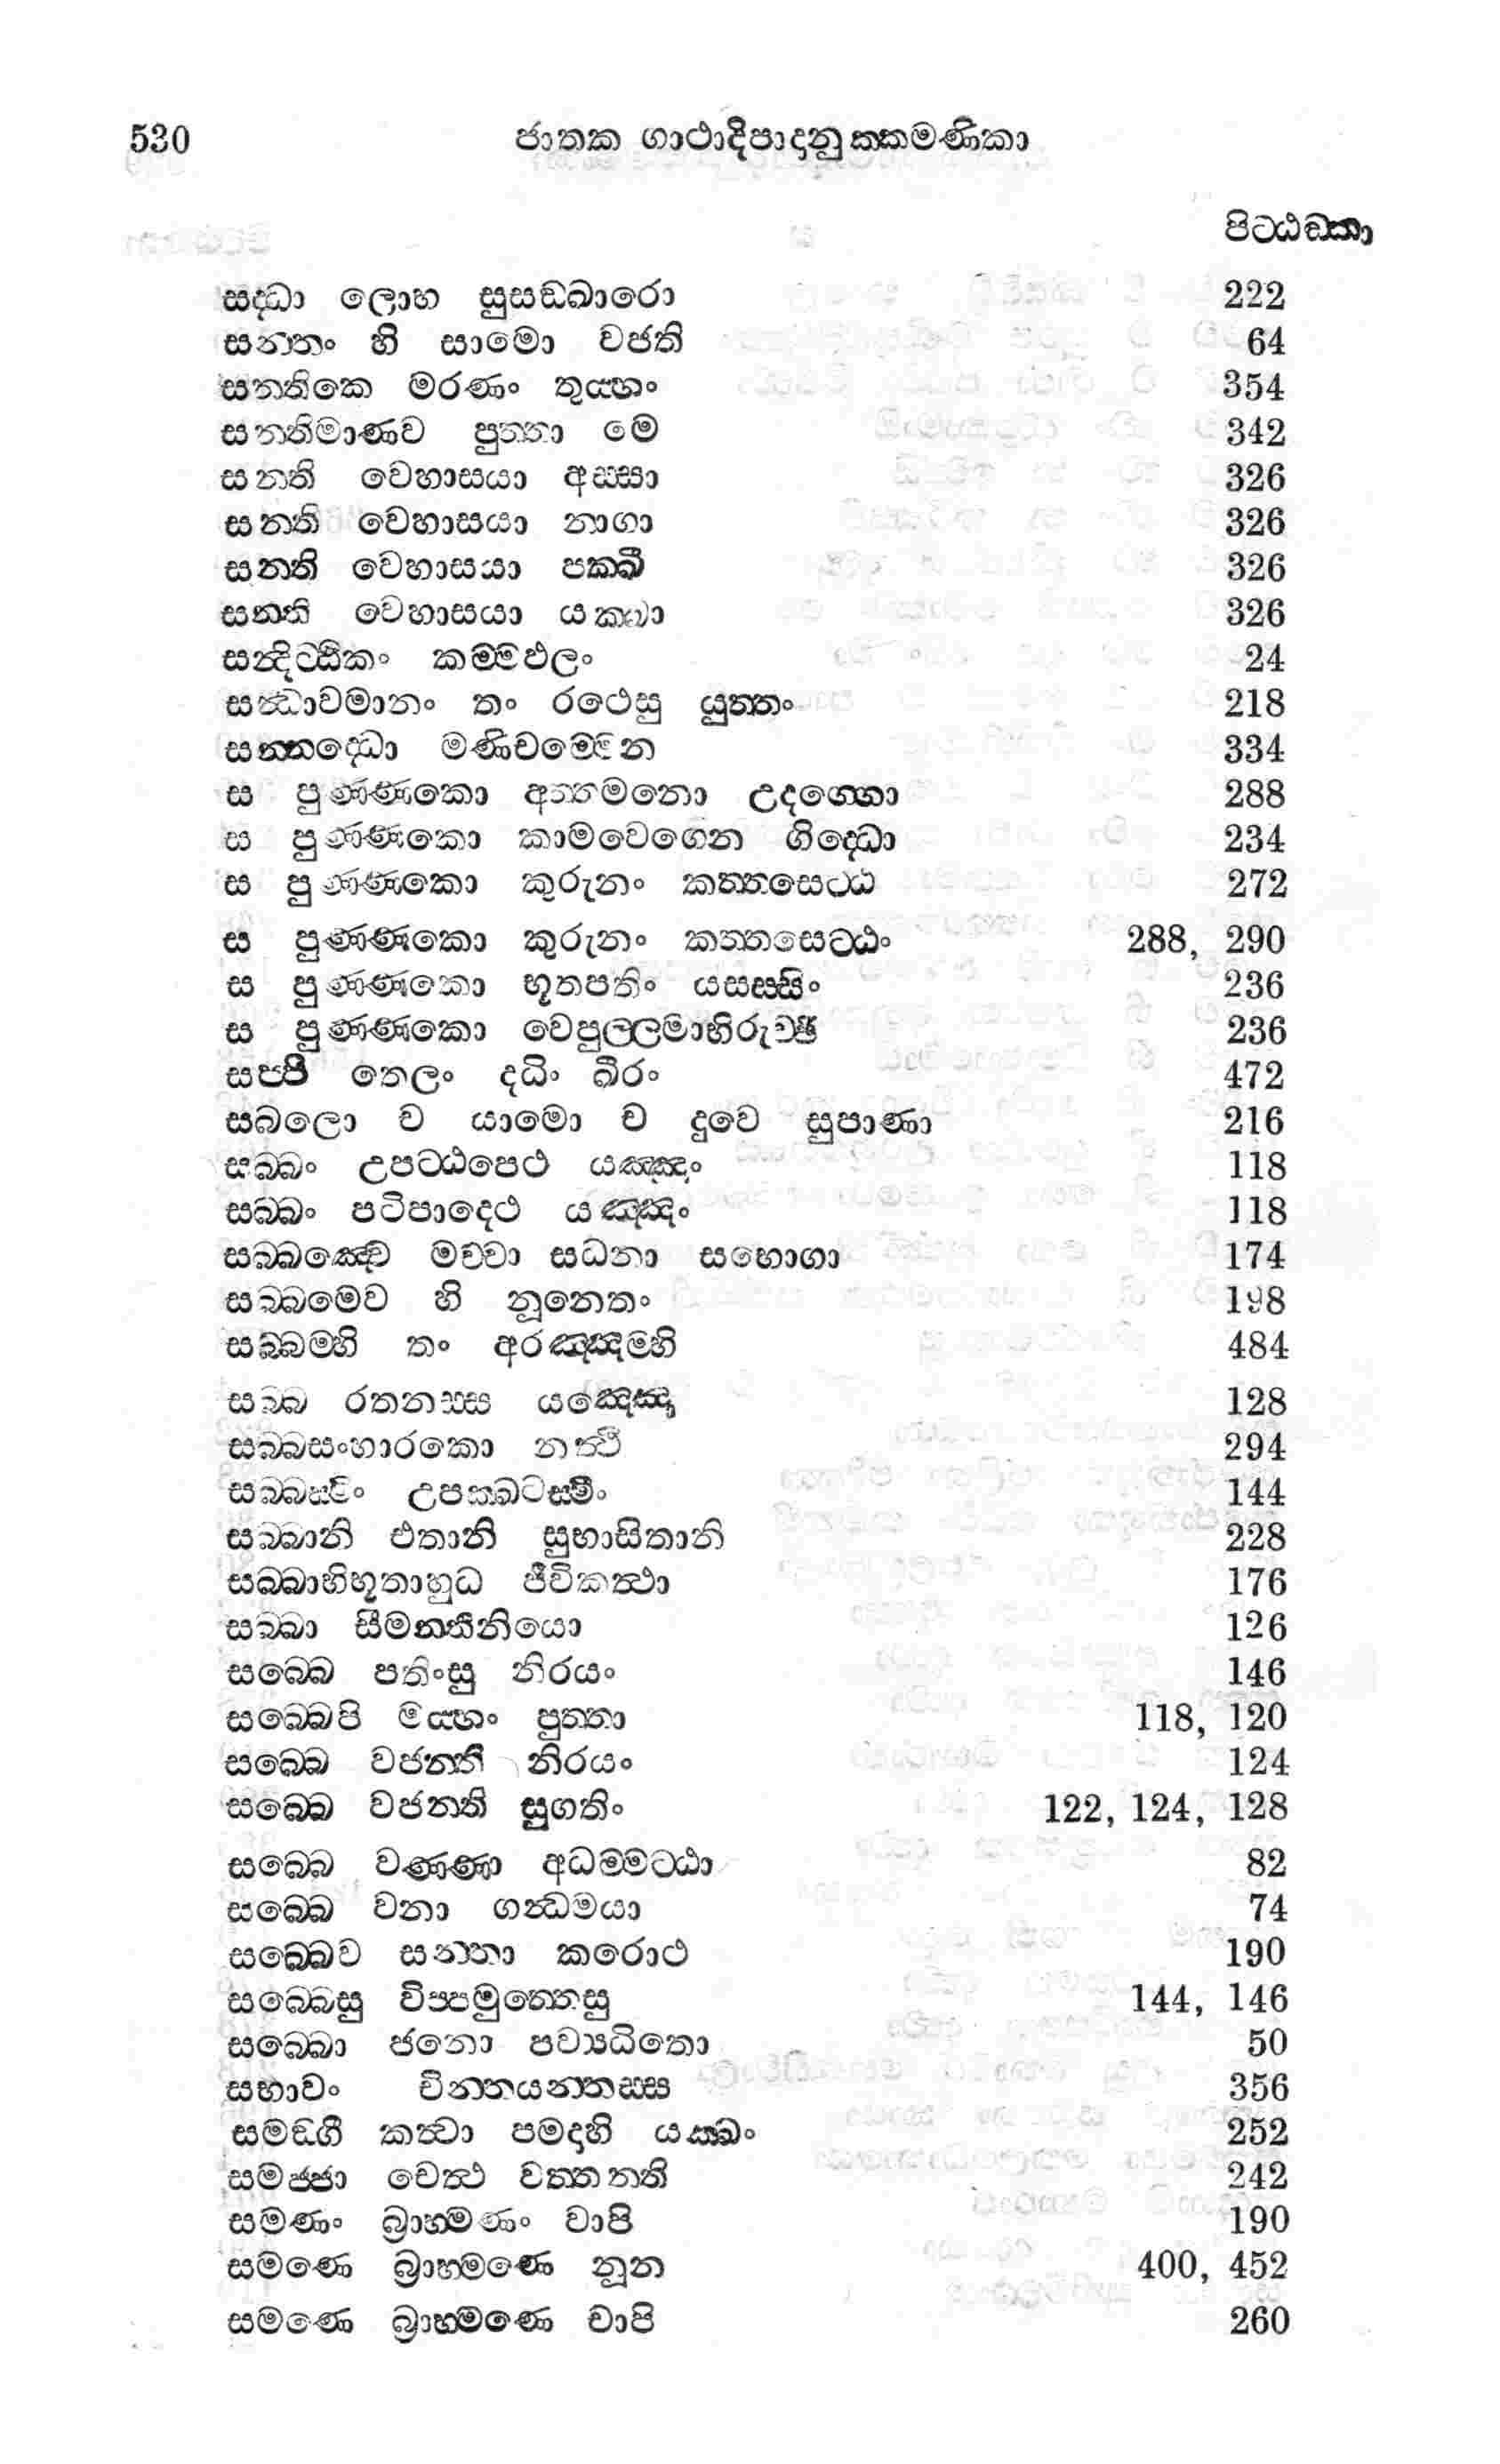 530 ජාතක ගාථාදිපාදානුක්කමණිකා
පිට්ඨඞ්කා
සද්ධා ලොහ සුසඞ්ඛාරො 222
සන්තං හි සාමො වජති 64
සන්තිකෙ මරණං තුය්හං 354
සන්තිමාණව පුත්තා මෙ 342
සන්ති වෙහාසයා අස්සා 326
සන්ති වෙහාසයා නාගා 326
සන්ති වෙහාසයා පක්ඛී 326
සන්ති වෙහාසයා යක්ඛා 326
සන්දිට්ඨිකං කම්මඵලං 24
සන්ධාවමානං තං රථෙසු යුත්තං 218
සන්නද්ධො මණිචම්මෙන 334
ස පුණ්ණකො අත්තමනො උදග්ගො 288
ස පුණ්ණකො කාමවෙගෙන ගිද්ධො 234
ස පුණ්ණකො කුරුනං කත්තසෙට්ඨ 272
ස පුණ්ණකො කුරුනං කත්තසෙට්ඨං 288, 290
ස පුණ්ණකො භූතපතිං යසස්සිං 236
ස පුණ්ණකො වෙපුල්ලමාභිරුච්ඡි 236
සප්පි තෙලං දධිං ඛීරං 472
සබලො ච යාමො ච දුවෙ සුපාණා 216
සබ්බං උපට්ඨපෙථ යඤ්ඤං 118
සබ්බං පටිපාදෙථ යඤ්ඤං 118
සබ්බඤ්චෙ මච්චා සධනා සභොගා 174
සබ්බමෙව හි නූනෙතං 198
සබ්බම්හි තං අරඤ්ඤම්හි 484
සබ්බ රතනස්ස යඤ්ඤෙ 128
සබ්බසංහාරකො නත්ථි 294
සබ්බස්මිං උපක්ඛටස්මිං 144
සබ්බානි එතානි සුභාසිතානි 228
සබ්බාභිභූතාහුධ ජීවිකත්ථා 176
සබ්බා සීමන්තිනියො 126
සබ්බෙ පතිංසු නිරයං 146
සබ්බෙපි මය්හං පුත්තා 118, 120
සබ්බෙ වජන්ති නිරයං 124
සබ්බෙ වජන්ති සුගතිං 122, 124, 128
සබ්බෙ වණ්ණා අධම්මට්ඨා 82
සබ්බෙ වනා ගන්ධමයා 74
සබ්බෙව සන්තා කරොථ 190
සබ්බෙසු විප්පමුත්තෙසු 144, 146
සබ්බො ජනො පව්යධිතො 50
සභාවං චින්තයන්තස්ස 356
සමඞ්ගී කත්වා පමදාහි යක්ඛං 252
සමජ්ජා චෙත්ථ වත්තන්ති 242
සමණං බ්‍රාහ්මණං වාපි 190
සමණෙ බ්‍රාහ්මණෙ නූන 400, 452
සමණෙ බ්‍රාහ්මණෙ චාපි 260